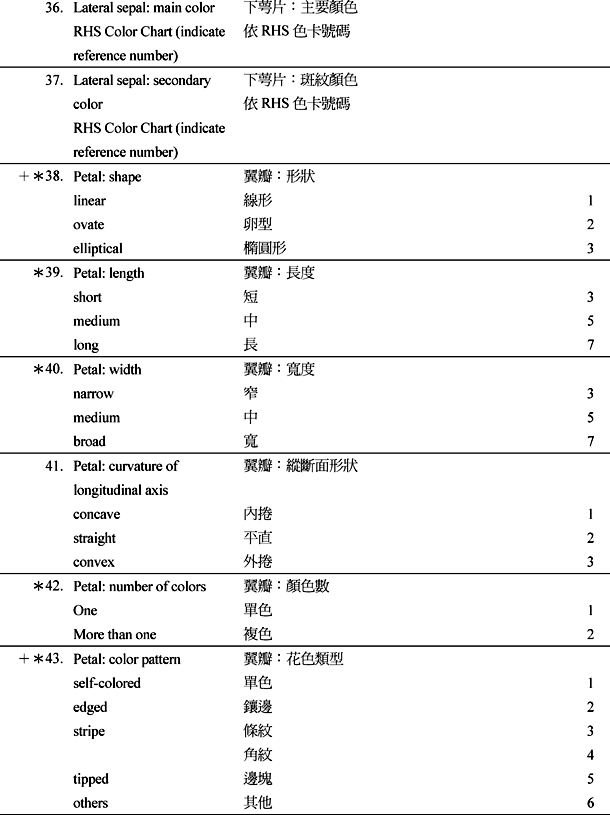 36. Lateral sepal: main color 下萼片：主要顏色
RHS Color Chart (indicate 依 RHS 色卡號碼
reference number)
37. Lateral sepal: secondary 下萼片：斑紋顏色
color 依 RHS 色卡號碼
RHS Color Chart (indicate
reference number)
＋＊38. Petal: shape 翼瓣：形狀
linear 線形 1
ovate 卵型 2
elliptical 橢圓形 3
＊39. Petal: length 翼瓣：長度
short 短 3
medium 中 5
long 長 7
＊40. Petal: width 翼瓣：寬度
narrow 窄 3
medium 中 5
broad 寬 7
41. Petal: curvature of 翼瓣：縱斷面形狀
longitudinal axis
concave 內捲 1
straight 平直 2
convex 外捲 3
＊42. Petal: number of colors 翼瓣：顏色數
One 單色 1
More than one 複色 2
＋＊43. Petal: color pattern 翼瓣：花色類型
self-colored 單色 1
edged 鑲邊 2
stripe 條紋 3
角紋 4
tipped 邊塊 5
others 其他 6